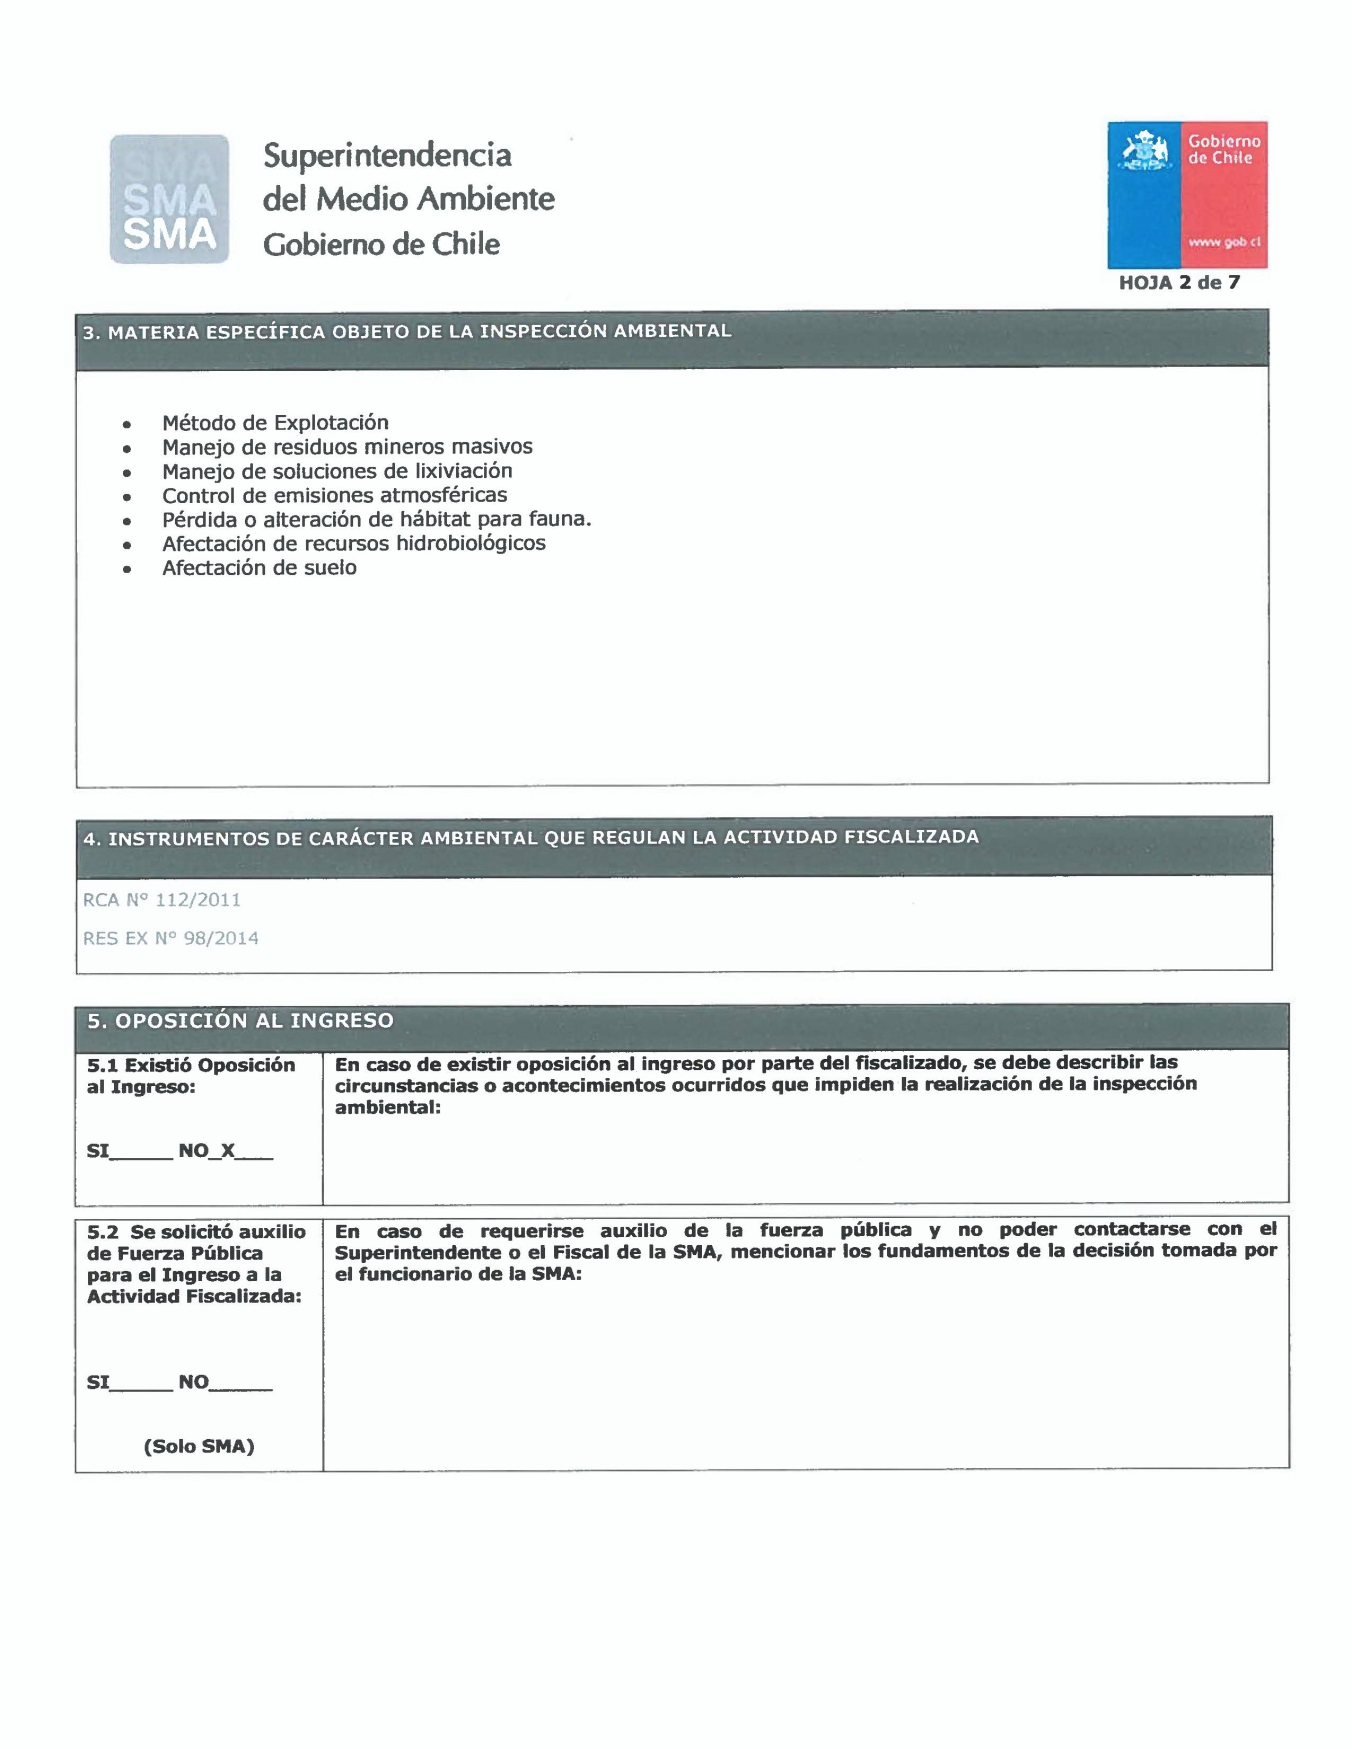 SMA
SMA
SMA
Superintendencia
del Medio Ambiente
Gobierno de Chile
Gobierno
de Chile
www gob cl
HOJA 2 de 7
3. MATERIA ESPECÍFICA OBJETO DE LA INSPECCIÓN AMBIENTAL
• Método de Explotación
• Manejo de residuos mineros masivos
• Manejo de soluciones de lixiviación
• Control de emisiones atmosféricas
• Pérdida o alteración de hábitat para fauna.
• Afectación de recursos hidrobiológicos
• Afectación de suelo
4. INSTRUMENTOS DE CARÁCTER AMBIENTAL QUE REGULAN LA ACTIVIDAD FISCALIZADA
RCA Nº 112/2011
RES EX Nº 98/2014
5. OPOSICIÓN AL INGRESO
5.1 Existió Oposición
al Ingreso:
SI_____ NO_X___
En caso de existir oposición al ingreso por parte del fiscalizado, se debe describir las
circunstancias o acontecimientos ocurridos que impiden la realización de la inspección
ambiental:
5.2 Se solicitó auxilio
de Fuerza Pública
para el Ingreso a la
Actividad Fiscalizada:
SI_____ NO_____
(Solo SMA)
En caso de requerirse auxilio de la fuerza pública y no poder contactarse con el
Superintendente o el Fiscal de la SMA, mencionar los fundamentos de la decisión tomada por
el funcionario de la SMA: